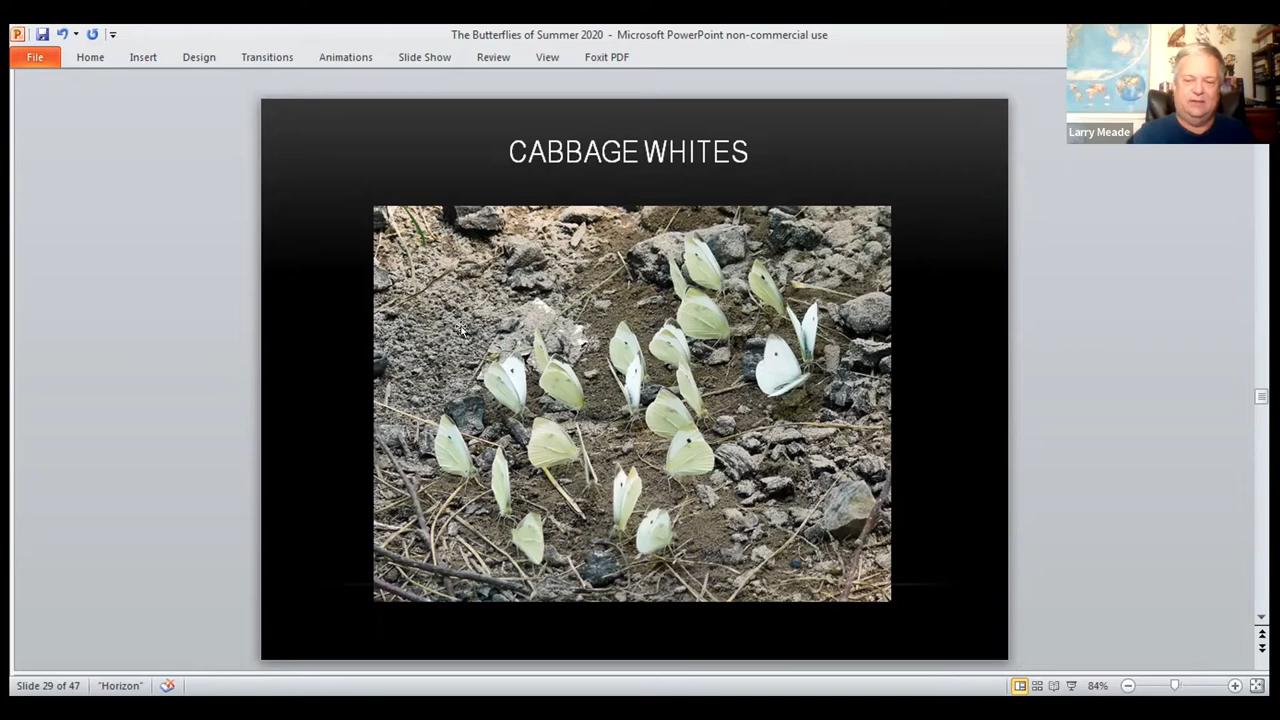 The Butterflies of Summer 2020 - Microsoft PowerPoint non-commercial use
File Home Insert Design Transitions Animations Slide Show Review View Foxit PDF
Larry Meade
CABBAGE WHITES
Slide 29 of 47 "Horizon" 84%